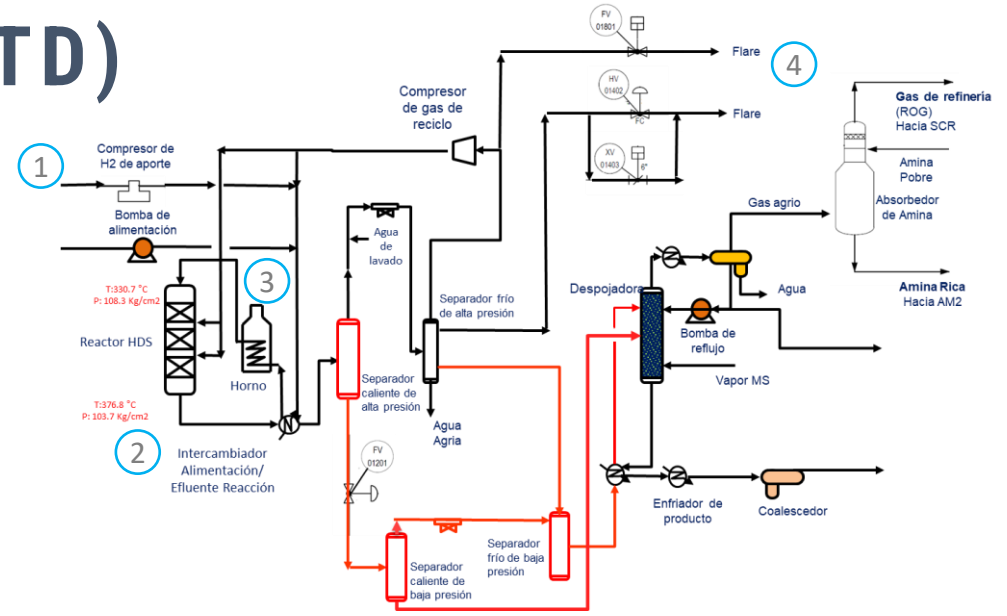 TD)
FV
01801
Flare
4
HV
01402
FC
Flare
XV
01403
6"
Compresor
de gas de
reciclo
Gas de refinería
(ROG)
Hacia SCR
Amina
Pobre
Absorbedor
de Amina
Gas agrio
Amina Rica
Hacia AM2
1
Compresor de
H2 de aporte
Bomba de
alimentación
Agua
de
lavado
3
T:330.7 °C
P: 108.3 Kg/cm2
Reactor HDS
Horno
Separador frío
de alta presión
Despojadora
Agua
Bomba de
reflujo
Vapor MS
Separador
caliente de
alta presión
T:376.8 °C
P: 103.7 Kg/cm2
2
Intercambiador
Alimentación/
Efluente Reacción
Agua
Agria
FV
01201
Enfriador de
producto
Coalescedor
Separador
frío de baja
presión
Separador
caliente de
baja presión